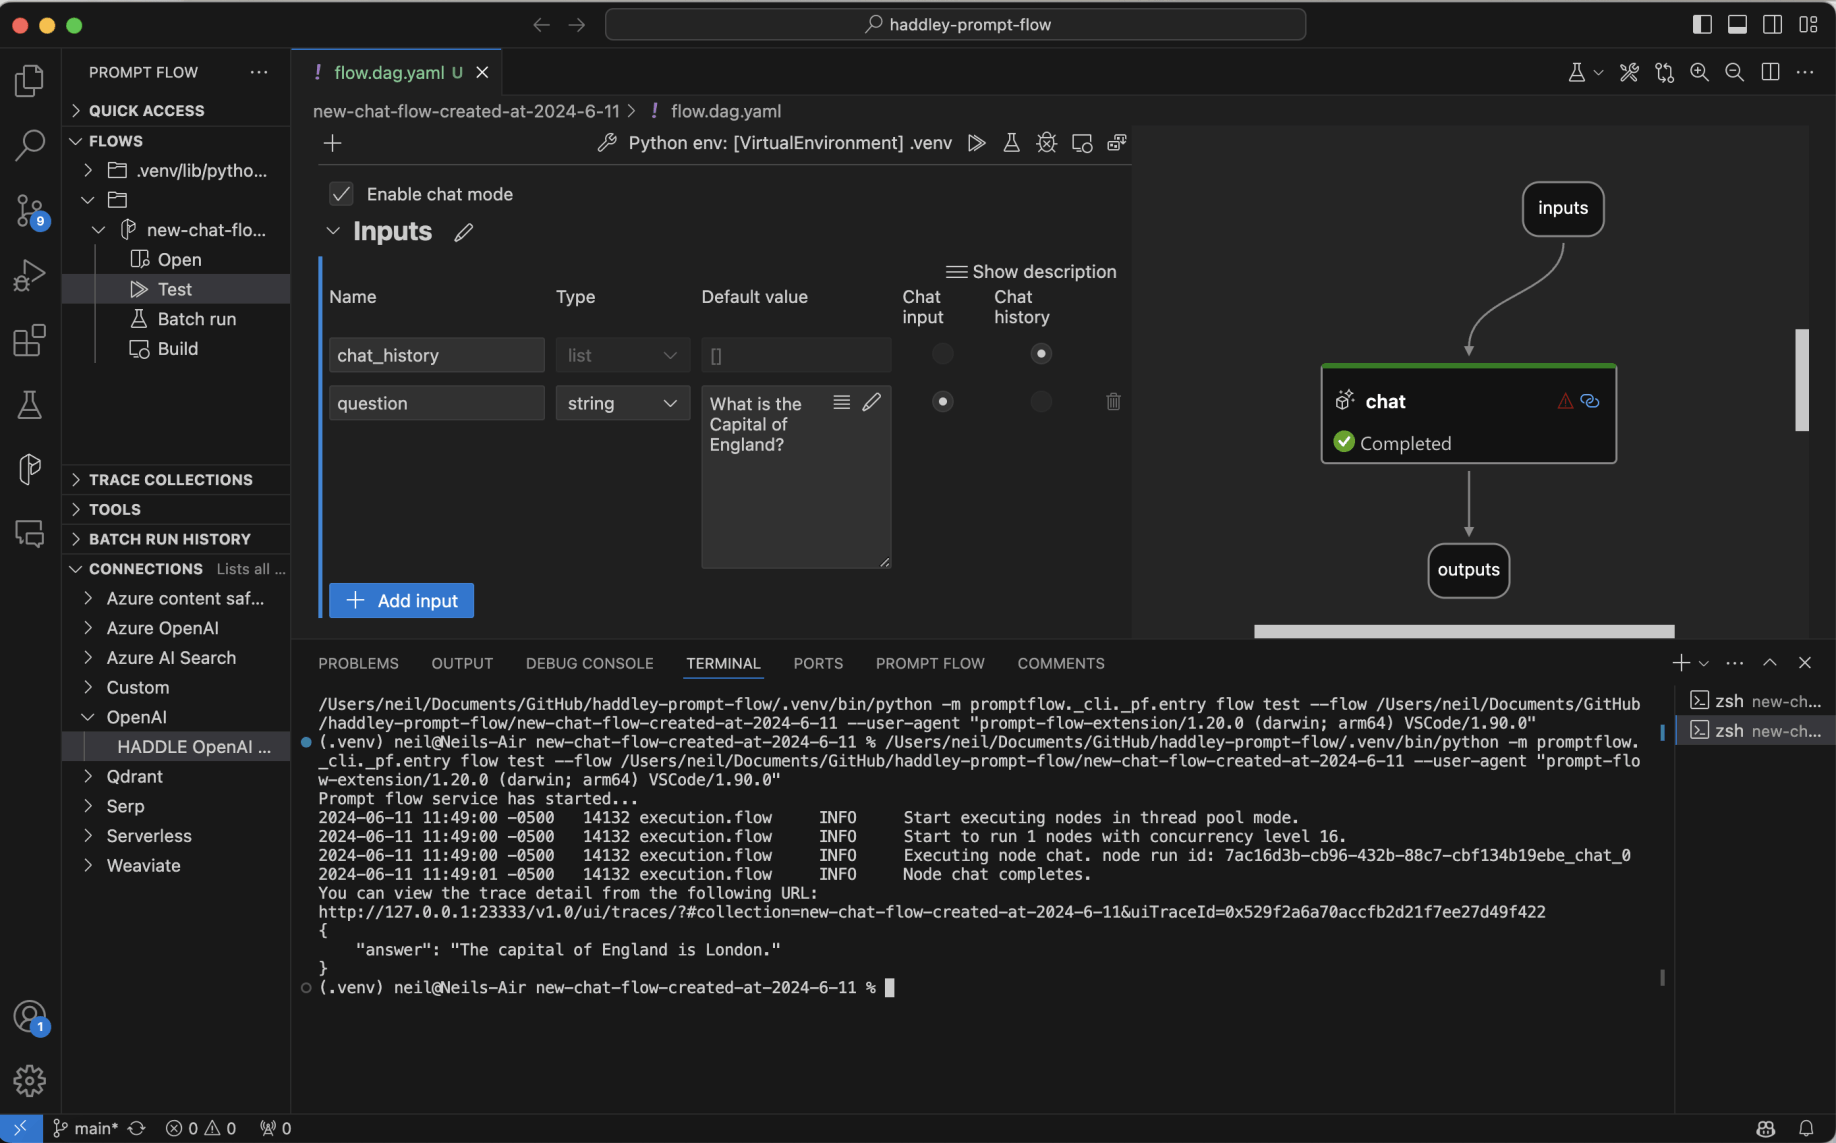 haddley-prompt-flow
PROMPT FLOW
QUICK ACCESS
FLOWS
.venv/lib/pytho...
new-chat-flo...
Open
Test
Batch run
Build
TRACE COLLECTIONS
TOOLS
BATCH RUN HISTORY
CONNECTIONS Lists all ...
Azure content saf...
Azure OpenAI
Azure AI Search
Custom
OpenAI
HADDLE OpenAI ...
Qdrant
Serp
Serverless
Weaviate
9
1
! flow.dag.yaml U
new-chat-flow-created-at-2024-6-11 > ! flow.dag.yaml
Python env: [VirtualEnvironment] .venv
Enable chat mode
Inputs
Show description
Name Type Default value Chat input Chat history
chat_history list []
question string What is the
Capital of
England?
+ Add input
inputs
chat
Completed
outputs
PROBLEMS OUTPUT DEBUG CONSOLE TERMINAL PORTS PROMPT FLOW COMMENTS
/Users/neil/Documents/GitHub/haddley-prompt-flow/.venv/bin/python -m promptflow._cli._pf.entry flow test --flow /Users/neil/Documents/GitHub
/haddley-prompt-flow/new-chat-flow-created-at-2024-6-11 --user-agent "prompt-flow-extension/1.20.0 (darwin; arm64) VSCode/1.90.0"
(.venv) neil@Neils-Air new-chat-flow-created-at-2024-6-11 % /Users/neil/Documents/GitHub/haddley-prompt-flow/.venv/bin/python -m promptflow.
_cli._pf.entry flow test --flow /Users/neil/Documents/GitHub/haddley-prompt-flow/new-chat-flow-created-at-2024-6-11 --user-agent "prompt-flo
w-extension/1.20.0 (darwin; arm64) VSCode/1.90.0"
Prompt flow service has started...
2024-06-11 11:49:00 -0500 14132 execution.flow INFO Start executing nodes in thread pool mode.
2024-06-11 11:49:00 -0500 14132 execution.flow INFO Start to run 1 nodes with concurrency level 16.
2024-06-11 11:49:00 -0500 14132 execution.flow INFO Executing node chat. node run id: 7ac16d3b-cb96-432b-88c7-cbf134b19ebe_chat_0
2024-06-11 11:49:01 -0500 14132 execution.flow INFO Node chat completes.
You can view the trace detail from the following URL:
http://127.0.0.1:23333/v1.0/ui/traces/?#collection=new-chat-flow-created-at-2024-6-11&uiTraceId=0x529f2a6a70accfb2d21f7ee27d49f422
{
"answer": "The capital of England is London."
}
(.venv) neil@Neils-Air new-chat-flow-created-at-2024-6-11 %
zsh new-ch...
zsh new-ch...
main* 0 0 0